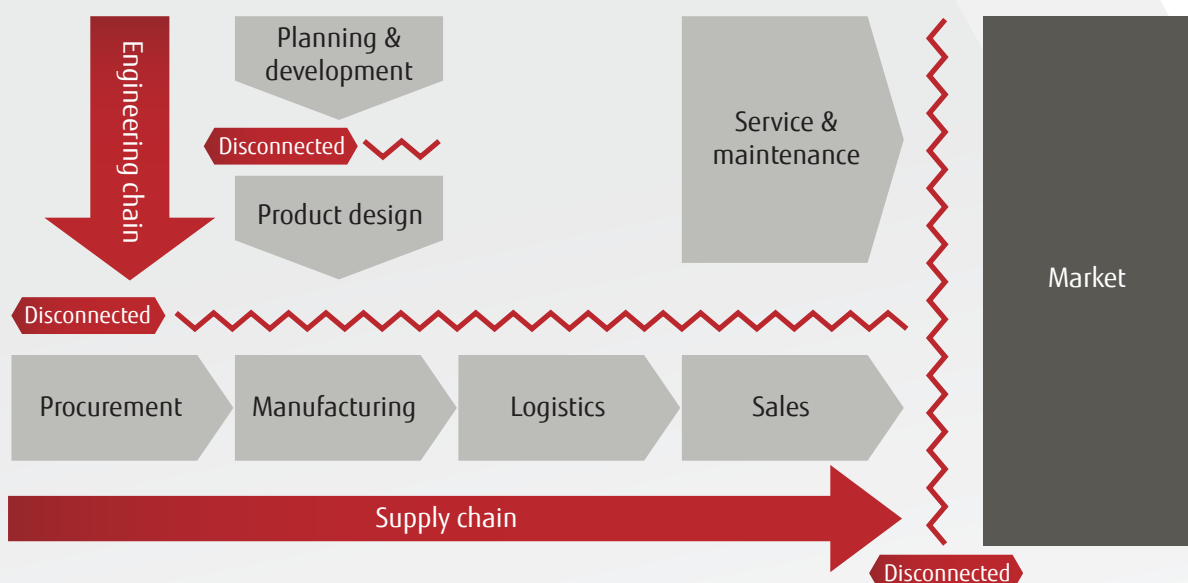 Engineering chain
Planning &
development
Disconnected
Product design
Service &
maintenance
Market
Disconnected
Procurement
Manufacturing
Logistics
Sales
Supply chain
Disconnected